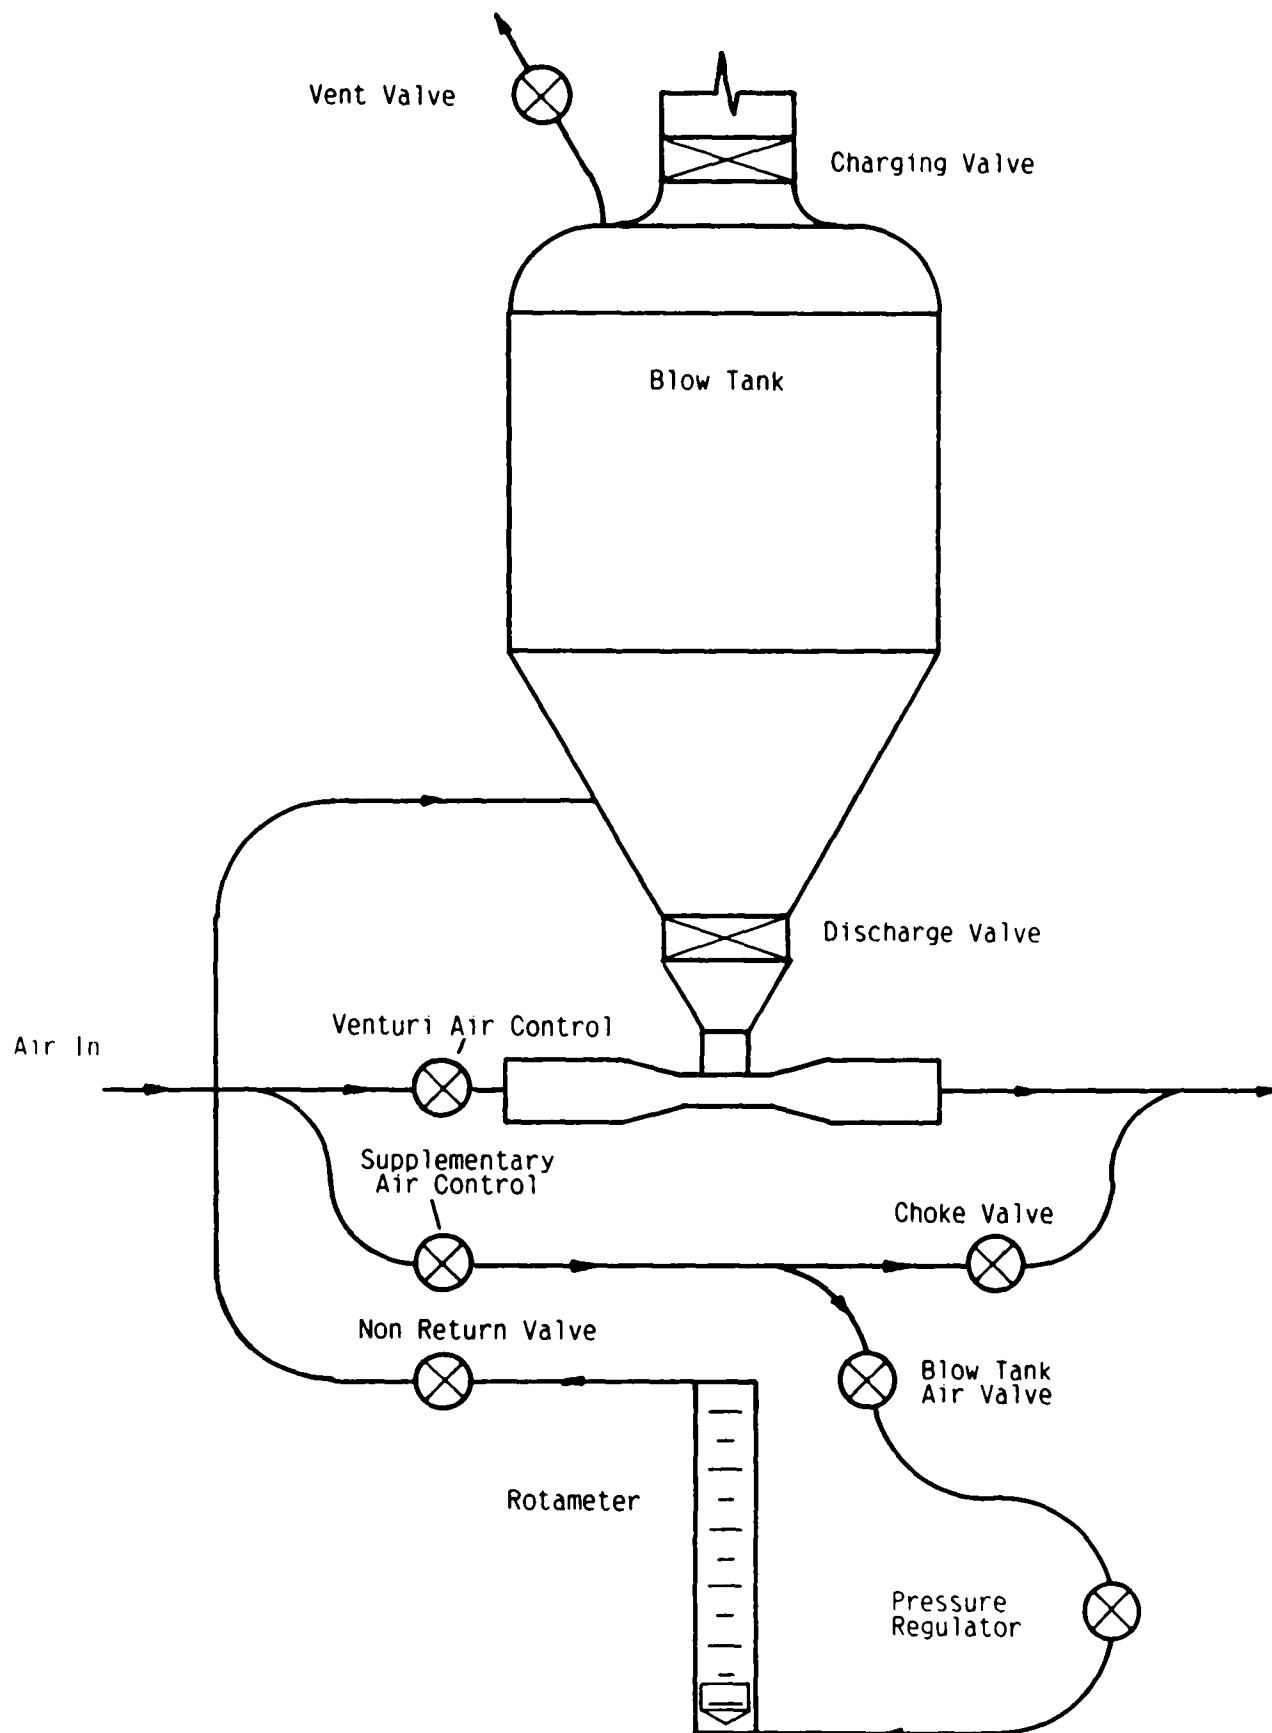 Vent Valve
Charging Valve
Blow Tank
Discharge Valve
Venturi Air Control
Air In
Supplementary
Air Control
Choke Valve
Non Return Valve
Blow Tank
Air Valve
Rotameter
Pressure
Regulator